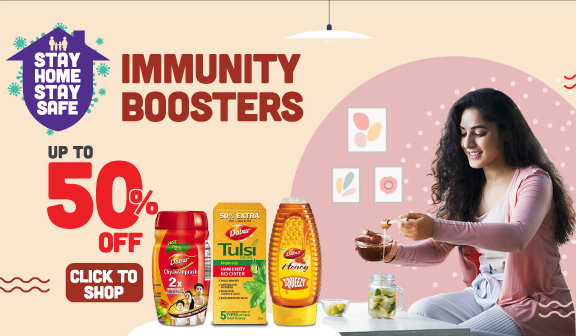 STAY
HOME
STAY
SAFE
IMMUNITY
BOOSTERS
UP TO
50%
OFF
CLICK TO
SHOP
Dabur
Chyawanprash
2x
50% EXTRA
Dabur
Tulsi
IMMUNITY
BOOSTER
5
Dabur
Honey
SQUEEZY